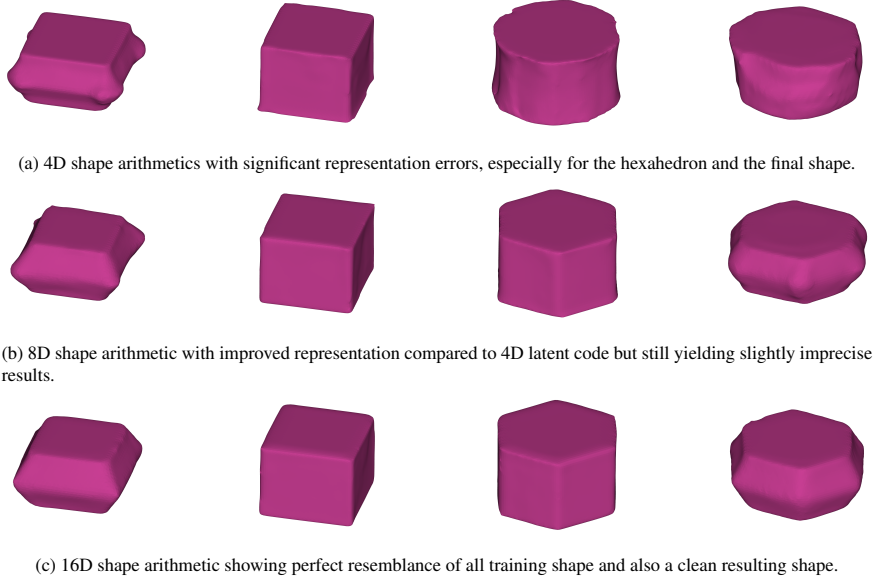 (a) 4D shape arithmetics with significant representation errors, especially for the hexahedron and the final shape.
(b) 8D shape arithmetic with improved representation compared to 4D latent code but still yielding slightly imprecise
results.
(c) 16D shape arithmetic showing perfect resemblance of all training shape and also a clean resulting shape.